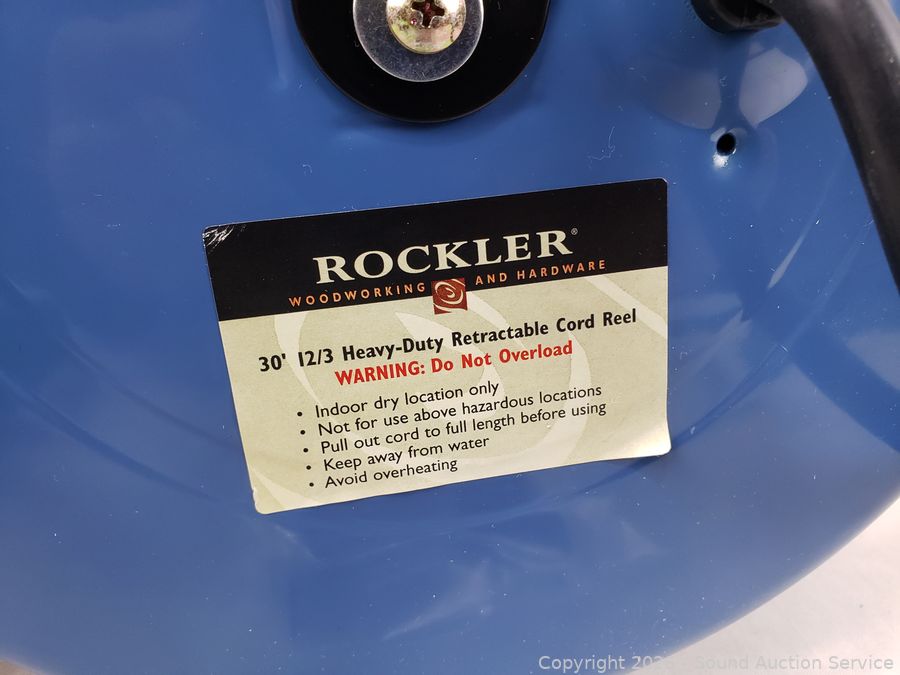 ROCKLER®
WOODWORKING AND HARDWARE
30' 12/3 Heavy-Duty Retractable Cord Reel
WARNING: Do Not Overload
• Indoor dry location only
• Not for use above hazardous locations
• Pull out cord to full length before using
• Keep away from water
• Avoid overheating
Copyright Sound Auction Service